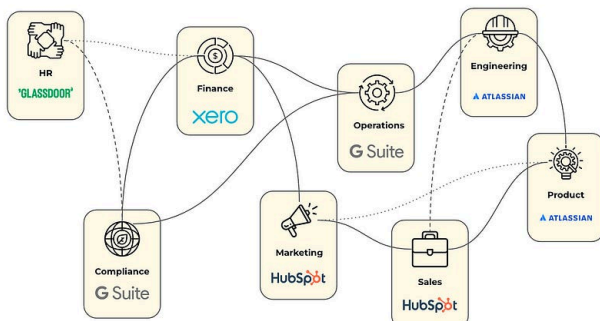 HR
GLASSDOOR
Finance
xero
Operations
G Suite
Engineering
ATLASSIAN
Product
ATLASSIAN
Compliance
G Suite
Marketing
HubSpot
Sales
HubSpot